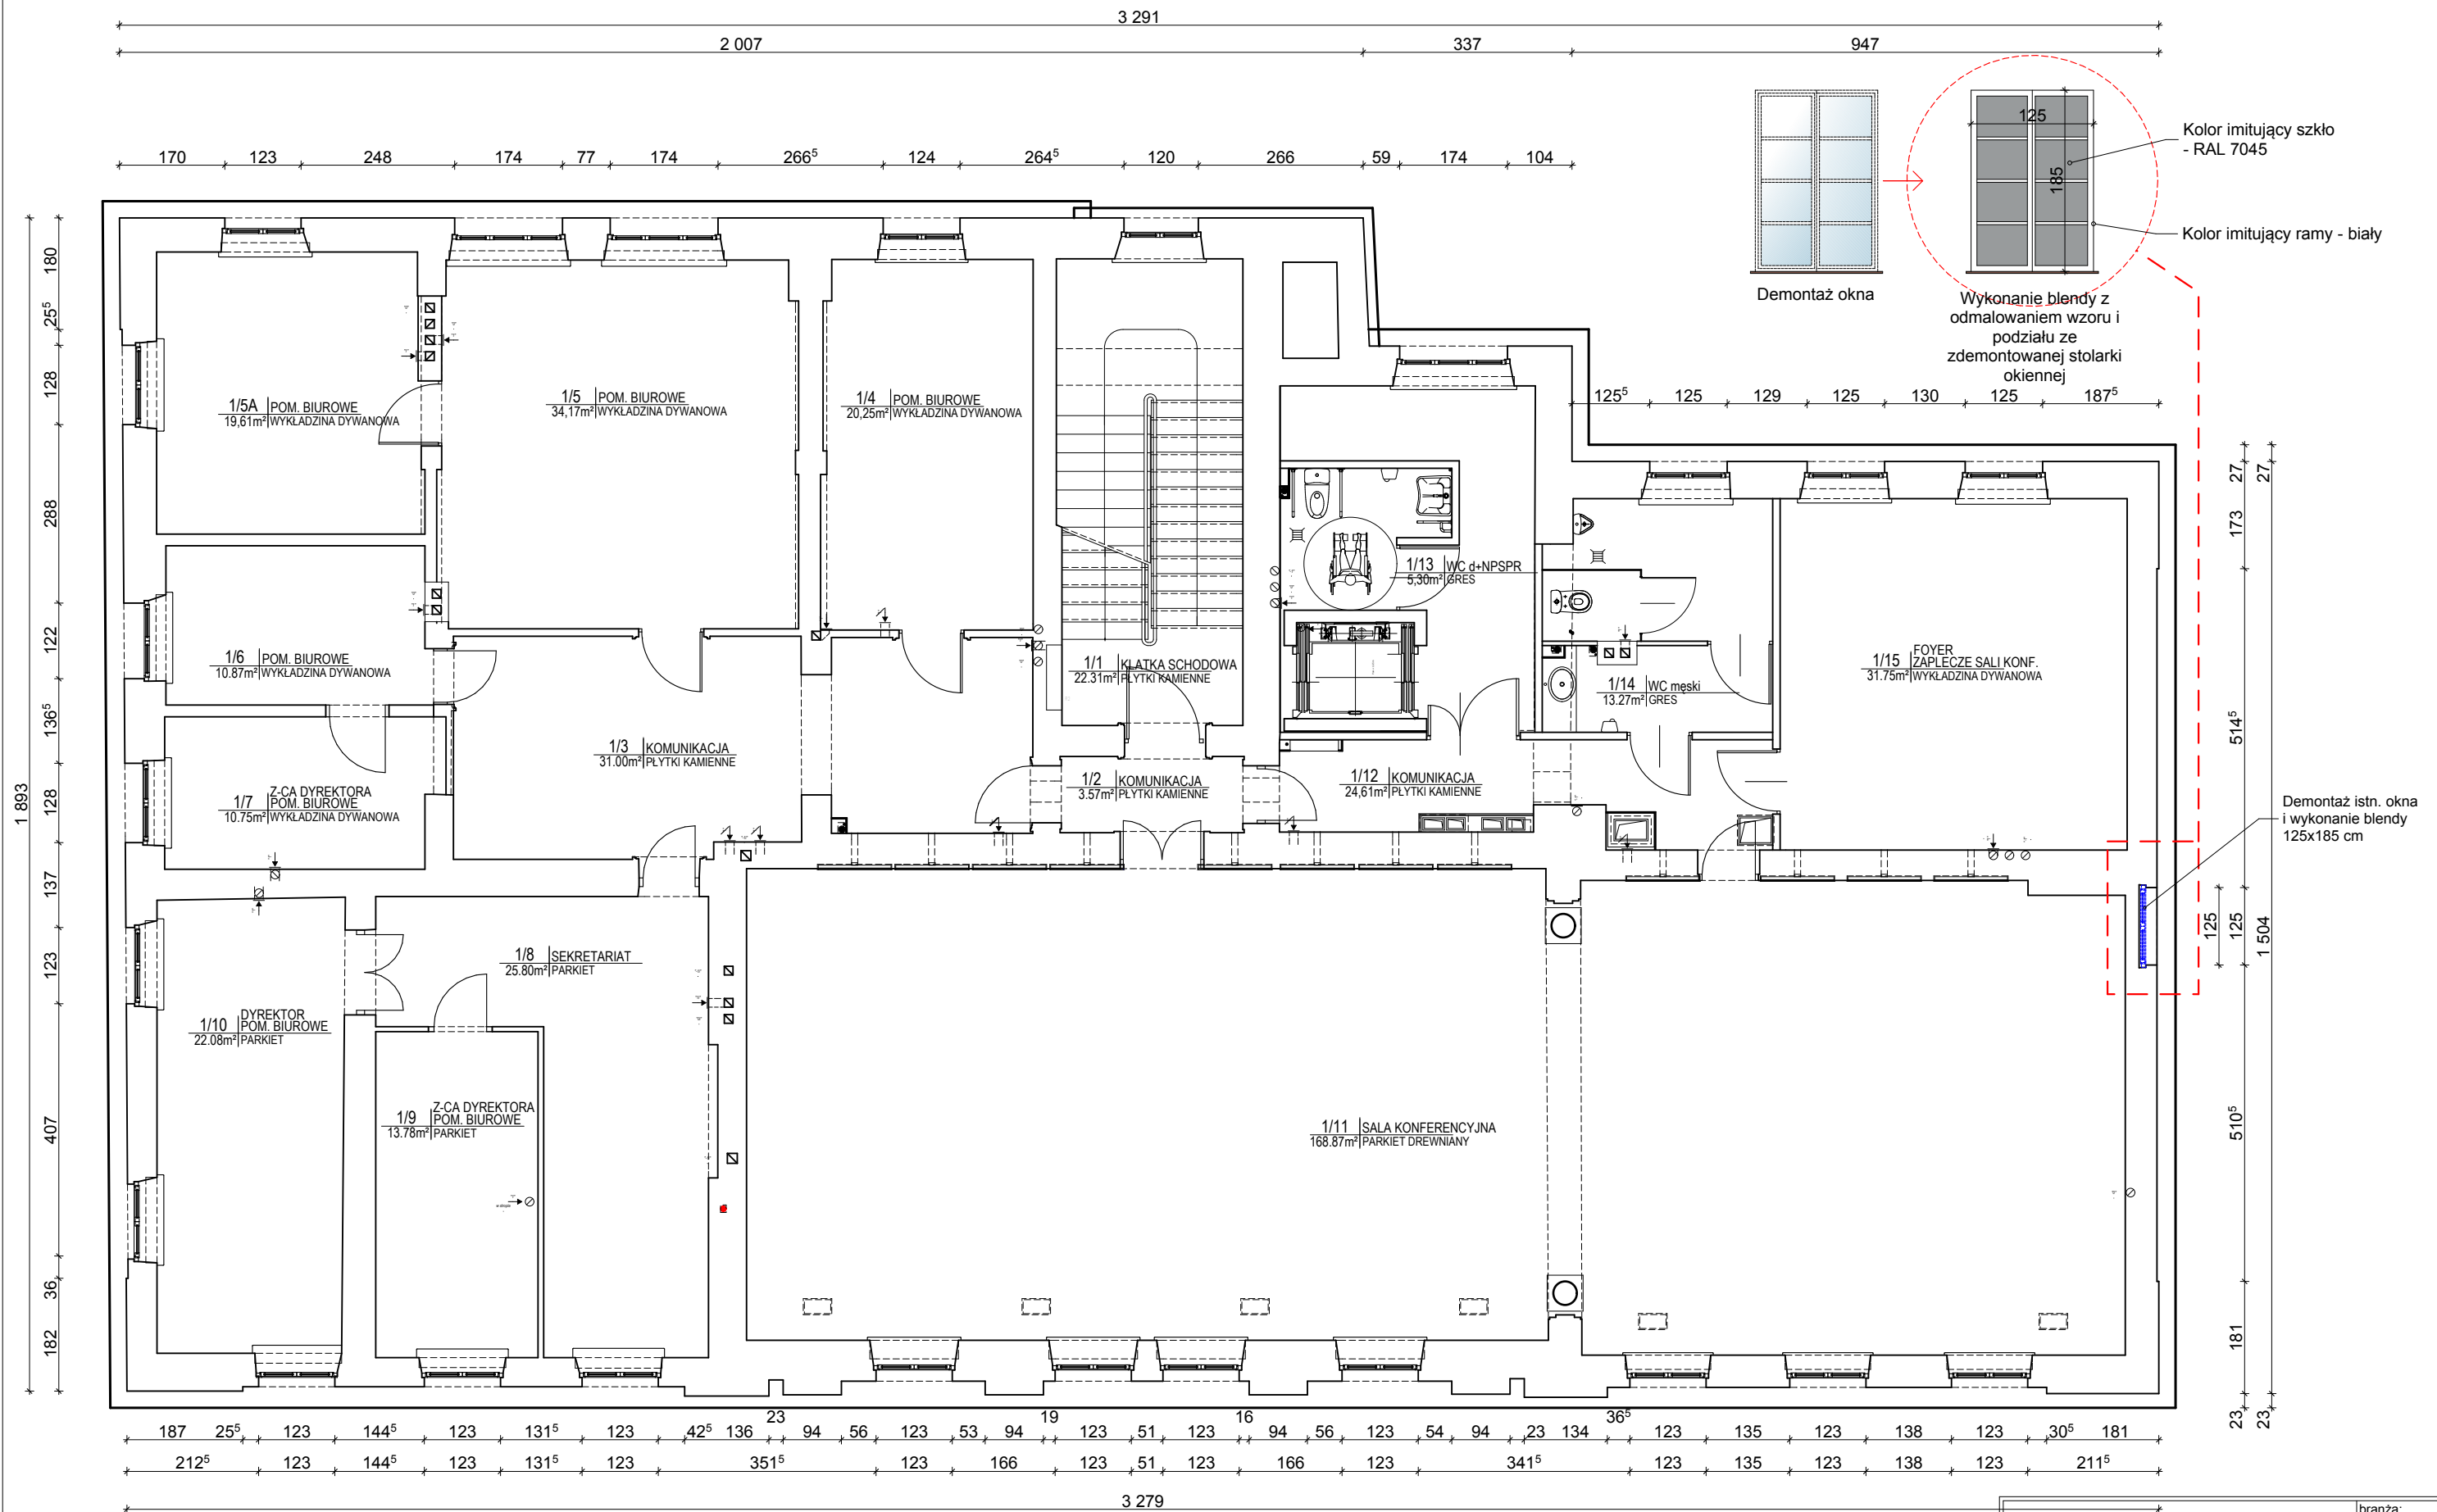 3 291
2 007 337 947
170 123 248 174 77 174 266⁵ 124 264⁵ 120 266 59 174 104
125
185
Kolor imitujący szkło
- RAL 7045
Kolor imitujący ramy - biały
Demontaż okna
Wykonanie blendy z
odmalowaniem wzoru i
podziału ze
zdemontowanej stolarki
okiennej
125⁵ 125 129 125 130 125 187⁵
1 893
180
255⁵
128
288
122
136⁵
128
137
123
407
36
182
1/5A POM. BIUROWE
19,61m² WYKŁADZINA DYWANOWA
1/5 POM. BIUROWE
34,17m² WYKŁADZINA DYWANOWA
1/4 POM. BIUROWE
20,25m² WYKŁADZINA DYWANOWA
1/13 WC d+NPSPR
5,30m² GRES
1/6 POM. BIUROWE
10.87m² WYKŁADZINA DYWANOWA
1/1 KLATKA SCHODOWA
22.31m² PŁYTKI KAMIENNE
1/14 WC męski
13.27m² GRES
FOYER
1/15 ZAPLECZE SALI KONF.
31.75m² WYKŁADZINA DYWANOWA
1/3 KOMUNIKACJA
31.00m² PŁYTKI KAMIENNE
1/2 KOMUNIKACJA
3.57m² PŁYTKI KAMIENNE
1/12 KOMUNIKACJA
24,61m² PŁYTKI KAMIENNE
Z-CA DYREKTORA
1/7 POM. BIUROWE
10.75m² WYKŁADZINA DYWANOWA
1/8 SEKRETARIAT
25.80m² PARKIET
DYREKTOR
1/10 POM. BIUROWE
22.08m² PARKIET
Z-CA DYREKTORA
1/9 POM. BIUROWE
13.78m² PARKIET
1/11 SALA KONFERENCYJNA
168.87m² PARKIET DREWNIANY
27 27
173
514⁵
125 125 1 504
510⁵
181
23 23
Demontaż istn. okna
i wykonanie blendy
125x185 cm
23 19 16 36⁵
187 25⁵ 123 144⁵ 123 131⁵ 123 42⁵ 136 94 56 123 53 94 123 51 123 94 56 123 54 94 23 134 123 135 123 138 123 30⁵ 181
212⁵ 123 144⁵ 123 131⁵ 123 351⁵ 123 166 123 51 123 166 123 341⁵ 123 135 123 138 123 211⁵
3 279
branża: